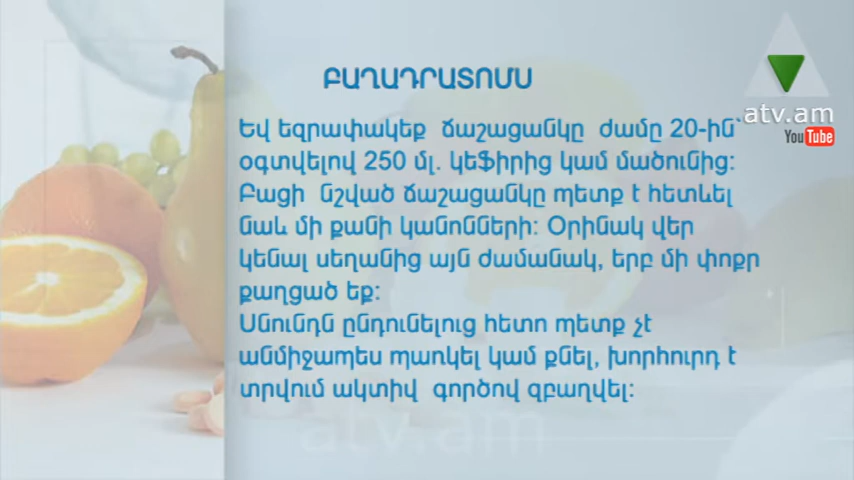 ԲԱՂԱԴՐԱՏՈՄՍ
Եվ եզրափակեք ճաշացանկը ժամը 20-ին՝
օգտվելով 250 մլ. կեֆիրից կամ մածունից:
Բացի նշված ճաշացանկը պետք է հետևել
նաև մի քանի կանոնների: Օրինակ վեր
կենալ սեղանից այն ժամանակ, երբ մի փոքր
քաղցած եք:
Սնունդն ընդունելուց հետո պետք չէ
անմիջապես պառկել կամ քնել, խորհուրդ է
տրվում ակտիվ գործով զբաղվել:
atv.am
YouTube
atv.am